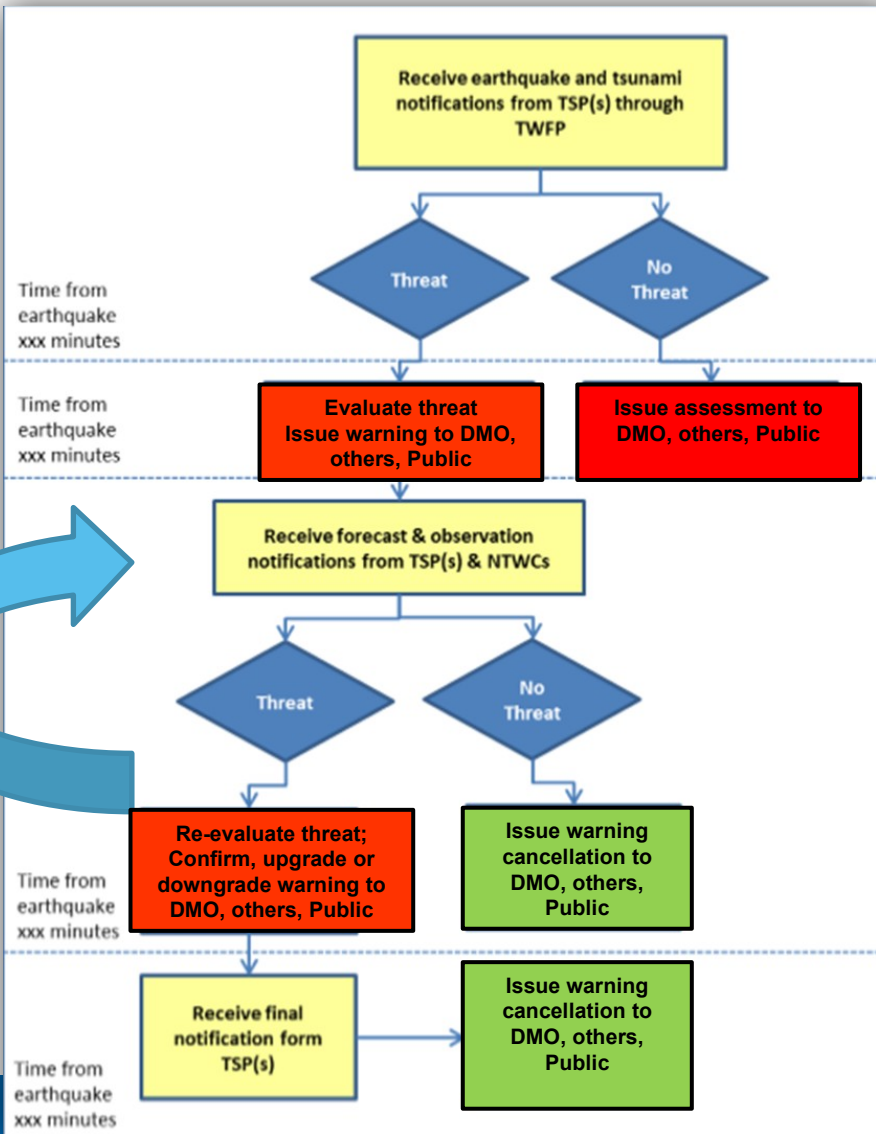 Receive earthquake and tsunami
notifications from TSP(s) through
TWFP
Threat
No
Threat
Time from
earthquake
xxx minutes
Time from
earthquake
xxx minutes
Evaluate threat
Issue warning to DMO,
others, Public
Issue assessment to
DMO, others, Public
Receive forecast & observation
notifications from TSP(s) & NTWCs
Threat
No
Threat
Time from
earthquake
xxx minutes
Re-evaluate threat;
Confirm, upgrade or
downgrade warning to
DMO, others, Public
Issue warning
cancellation to
DMO, others,
Public
Receive final
notification form
TSP(s)
Issue warning
cancellation to
DMO, others,
Public
Time from
earthquake
xxx minutes